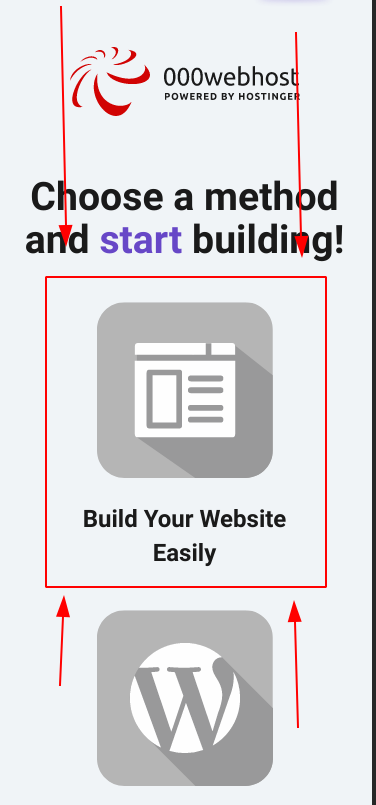 000webhost
POWERED BY HOSTINGER
Choose a method
and start building!
Build Your Website
Easily